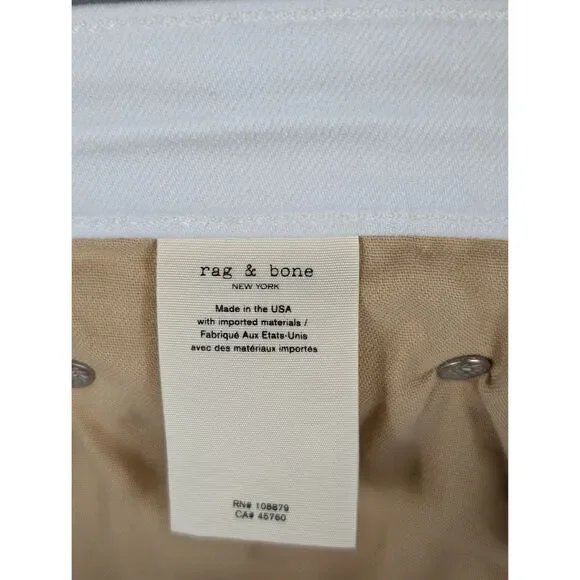 rag & bone
NEW YORK
Made in the USA
with imported materials /
Fabriqué Aux Etats-Unis
avec des matériaux importés
RN# 108879
CA# 45760